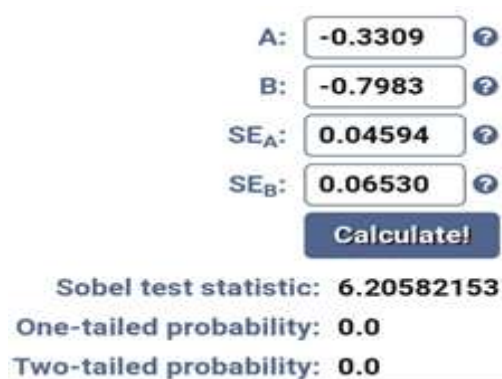 A: -0.3309 ?
B: -0.7983 ?
SEA: 0.04594 ?
SEB: 0.06530 ?
Calculate!
Sobel test statistic: 6.20582153
One-tailed probability: 0.0
Two-tailed probability: 0.0